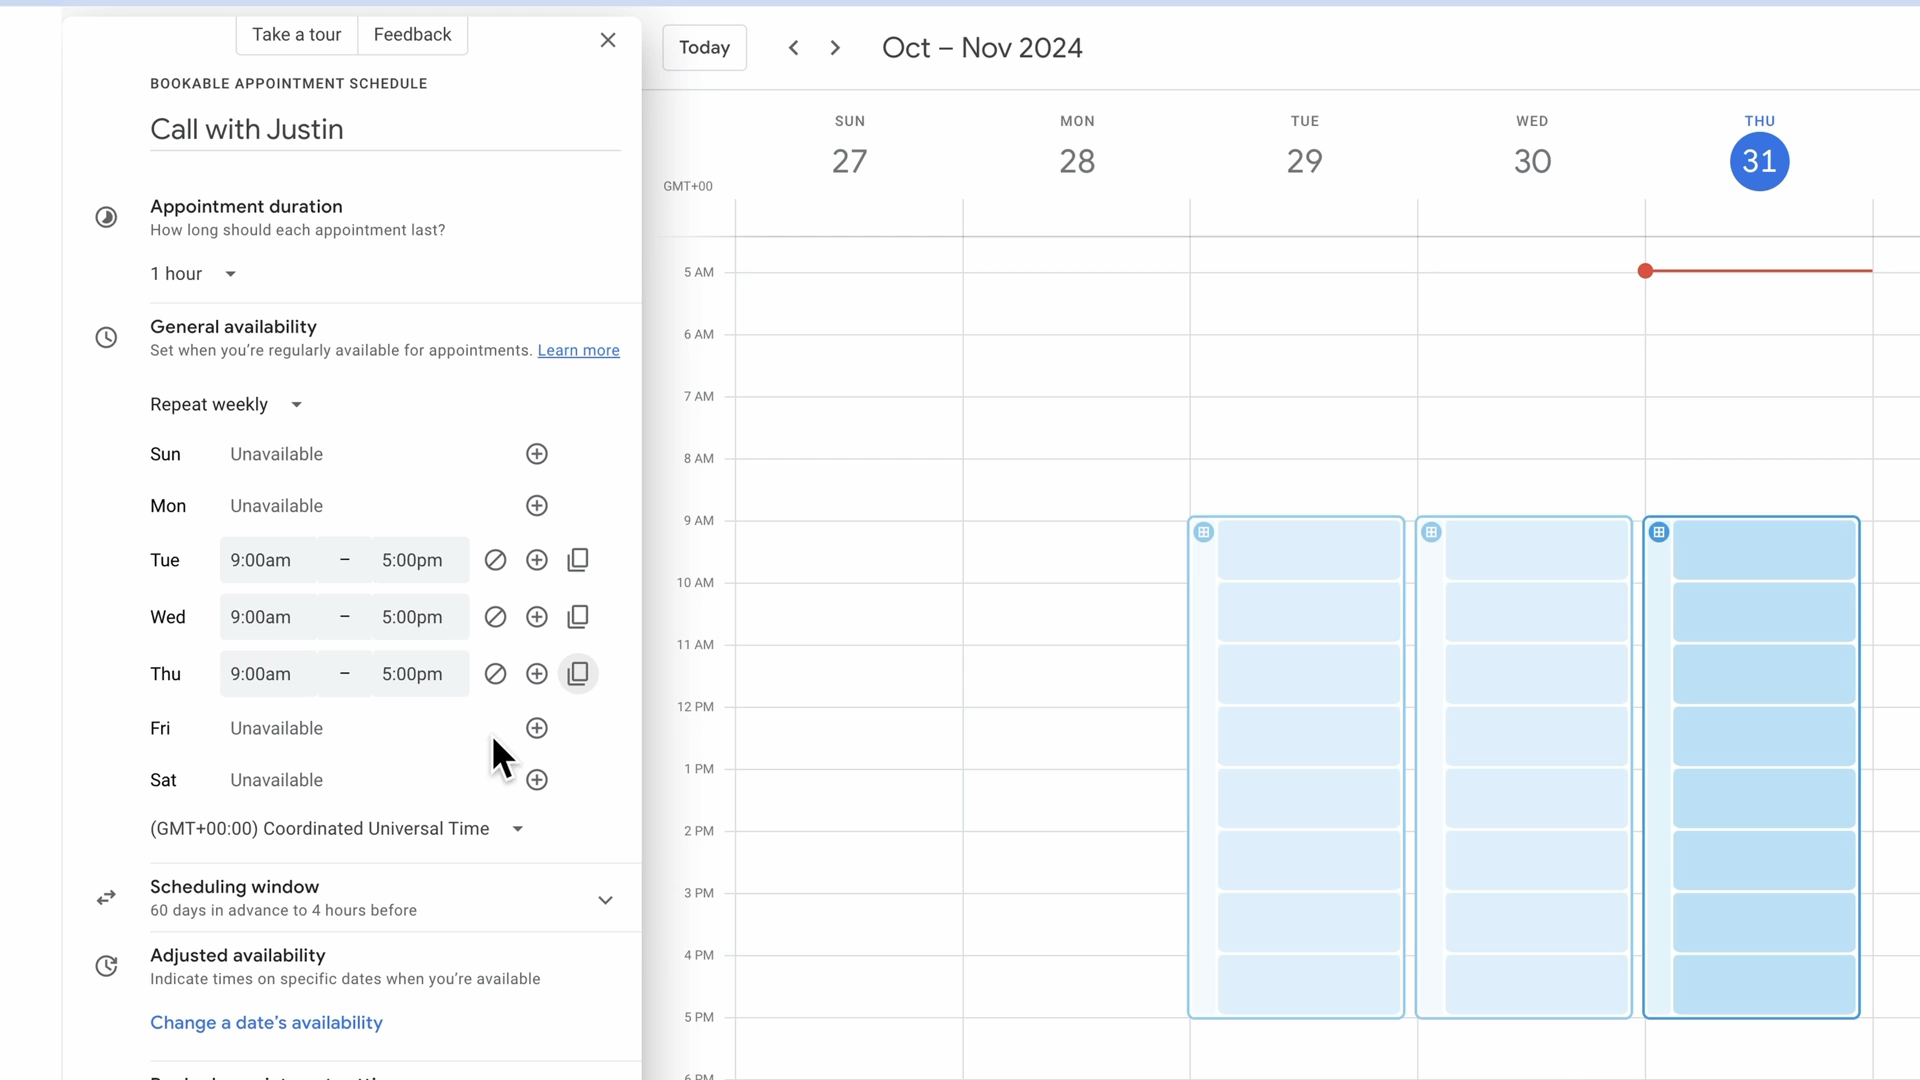 Take a tour
Feedback
BOOKABLE APPOINTMENT SCHEDULE
Call with Justin
Appointment duration
How long should each appointment last?
1 hour
General availability
Set when you’re regularly available for appointments. Learn more
Repeat weekly
Sun Unavailable
Mon Unavailable
Tue 9:00am – 5:00pm
Wed 9:00am – 5:00pm
Thu 9:00am – 5:00pm
Fri Unavailable
Sat Unavailable
(GMT+00:00) Coordinated Universal Time
Scheduling window
60 days in advance to 4 hours before
Adjusted availability
Indicate times on specific dates when you’re available
Change a date’s availability
Today
Oct – Nov 2024
SUN MON TUE WED THU
27 28 29 30 31
GMT+00
5 AM
6 AM
7 AM
8 AM
9 AM
10 AM
11 AM
12 PM
1 PM
2 PM
3 PM
4 PM
5 PM
6 PM